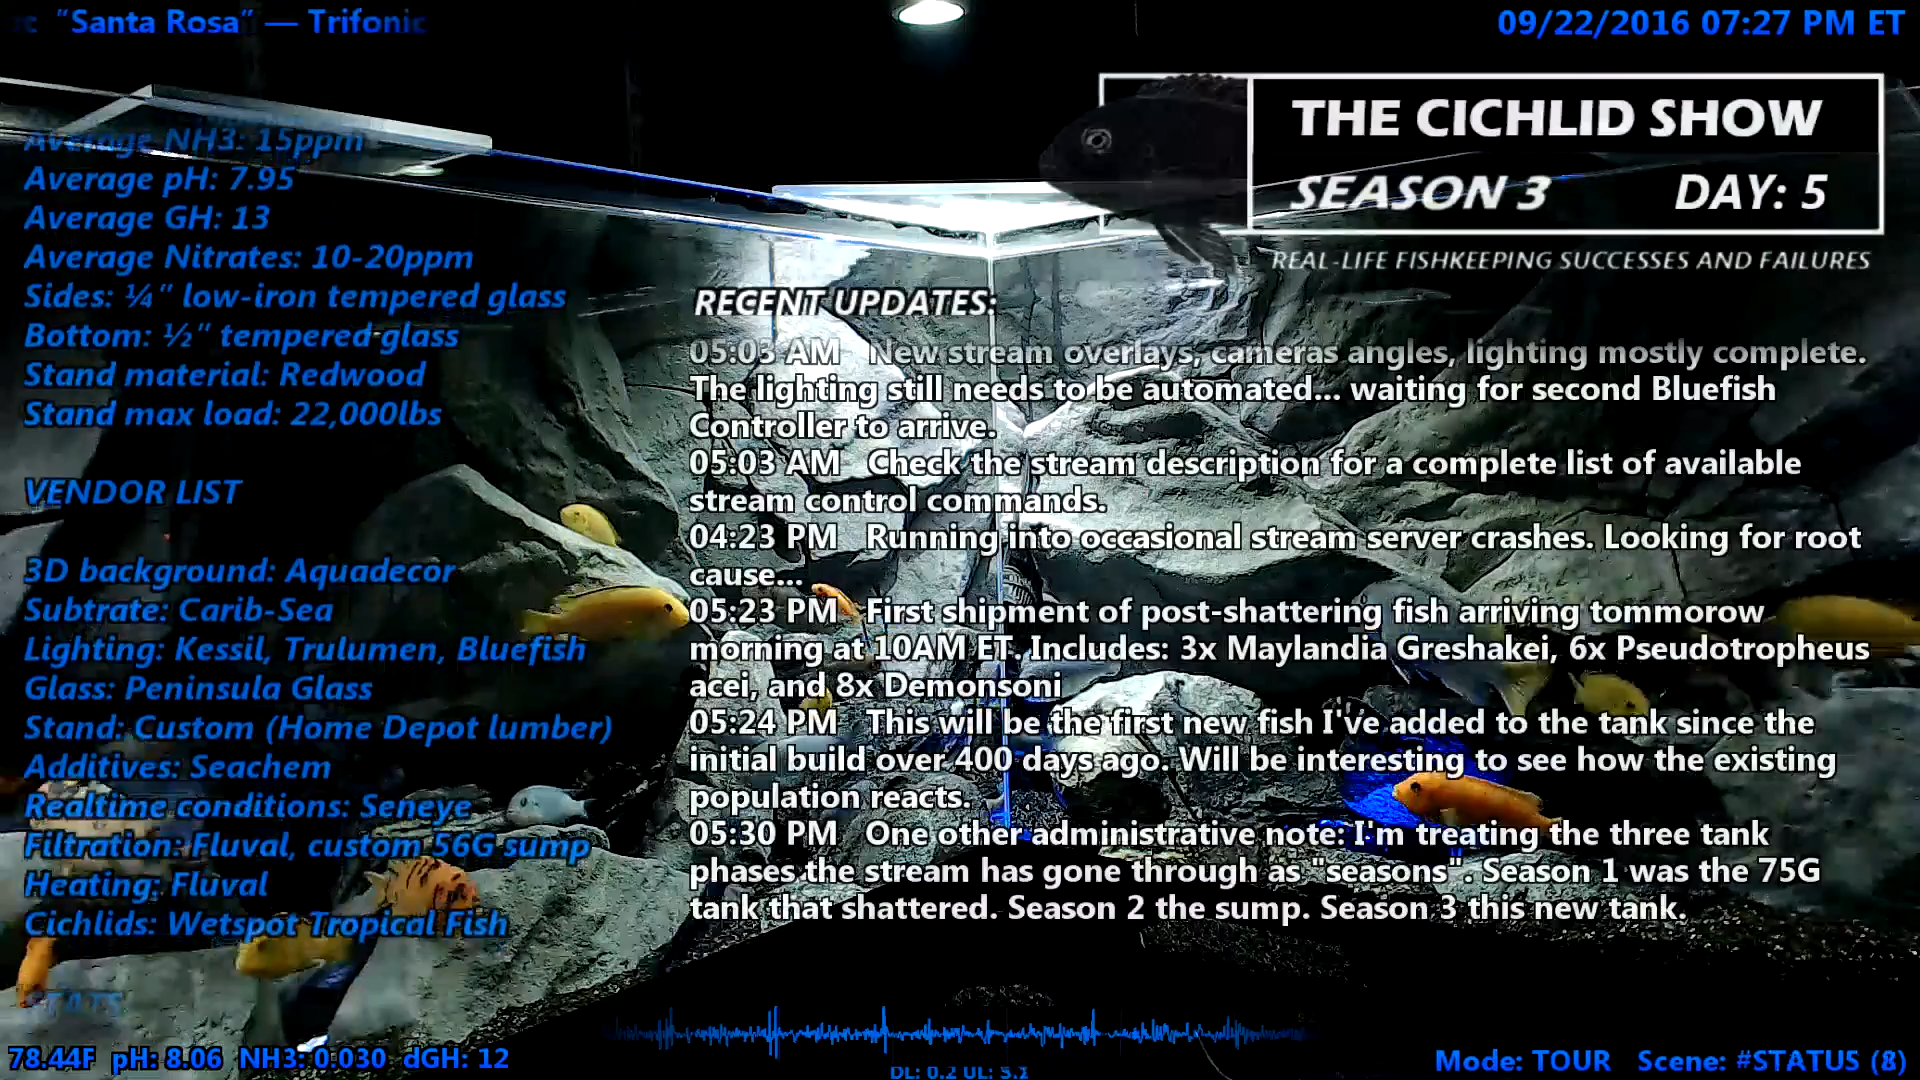 "Santa Rosa" — Trifonic
09/22/2016 07:27 PM ET
THE CICHLID SHOW
SEASON 3 DAY: 5
REAL-LIFE FISHKEEPING SUCCESSES AND FAILURES
Average NH3: 15ppm
Average pH: 7.95
Average GH: 13
Average Nitrates: 10-20ppm
Sides: ¼" low-iron tempered glass
Bottom: ½" tempered glass
Stand material: Redwood
Stand max load: 22,000lbs
VENDOR LIST
3D background: Aquadecor
Subtrate: Carib-Sea
Lighting: Kessil, Trulumen, Bluefish
Glass: Peninsula Glass
Stand: Custom (Home Depot lumber)
Additives: Seachem
Realtime conditions: Seneye
Filtration: Fluval, custom 56G sump
Heating: Fluval
Cichlids: Wetspot Tropical Fish
STATS
RECENT UPDATES:
05:03 AM New stream overlays, cameras angles, lighting mostly complete.
The lighting still needs to be automated... waiting for second Bluefish
Controller to arrive.
05:03 AM Check the stream description for a complete list of available
stream control commands.
04:23 PM Running into occasional stream server crashes. Looking for root
cause...
05:23 PM First shipment of post-shattering fish arriving tommorow
morning at 10AM ET. Includes: 3x Maylandia Greshakei, 6x Pseudotropheus
acei, and 8x Demonsoni
05:24 PM This will be the first new fish I've added to the tank since the
initial build over 400 days ago. Will be interesting to see how the existing
population reacts.
05:30 PM One other administrative note: I'm treating the three tank
phases the stream has gone through as "seasons". Season 1 was the 75G
tank that shattered. Season 2 the sump. Season 3 this new tank.
78.44F pH: 8.06 NH3: 0.030 dGH: 12
DL: 0.2 UL: 5.1
Mode: TOUR Scene: #STATUS (8)